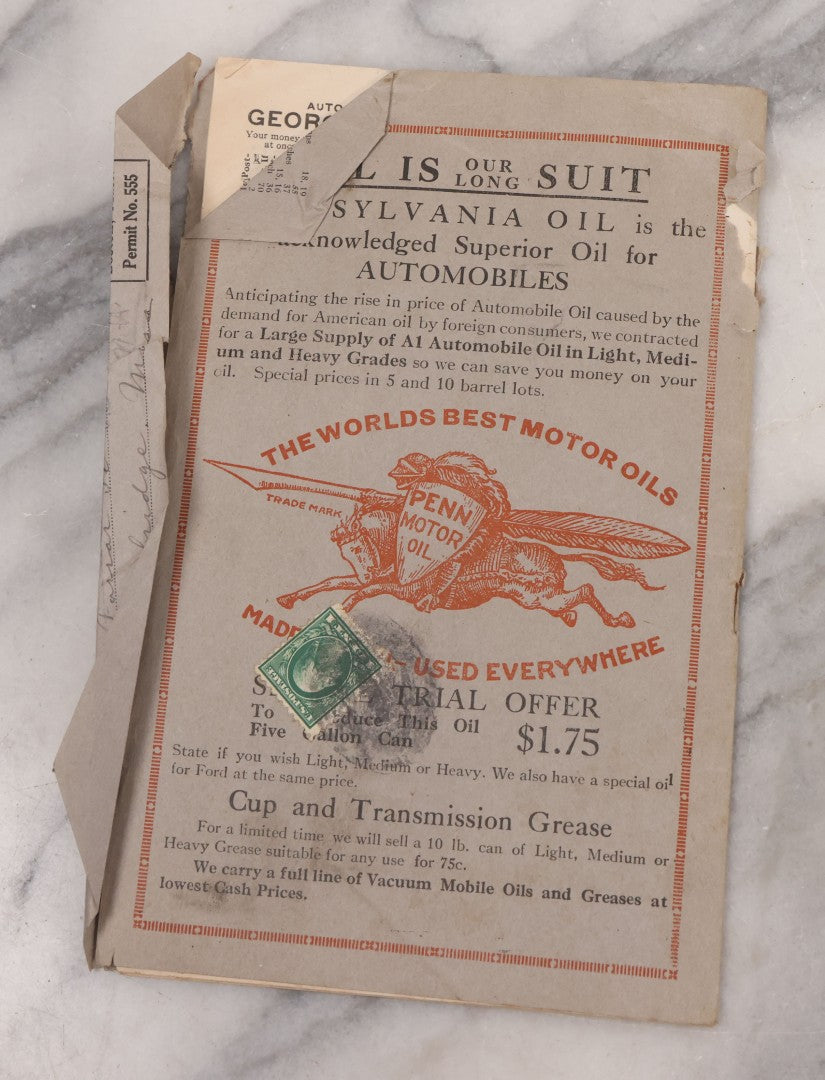 AUTO
GEORG
Your money
at onc
Permit No. 555
L IS OUR LONG SUIT
SYLVANIA OIL is the
acknowledged Superior Oil for
AUTOMOBILES
Anticipating the rise in price of Automobile Oil caused by the
demand for American oil by foreign consumers, we contracted
for a Large Supply of A1 Automobile Oil in Light, Medi-
um and Heavy Grades so we can save you money on your
oil. Special prices in 5 and 10 barrel lots.
THE WORLDS BEST MOTOR OILS
TRADE MARK
PENN
MOTOR
OIL
MADE
USED EVERYWHERE
U.S. POSTAGE
TRIAL OFFER
To duce This Oil
Five Gallon Can $1.75
State if you wish Light, Medium or Heavy. We also have a special oil
for Ford at the same price.
Cup and Transmission Grease
For a limited time we will sell a 10 lb. can of Light, Medium or
Heavy Grease suitable for any use for 75c.
We carry a full line of Vacuum Mobile Oils and Greases at
lowest Cash Prices.